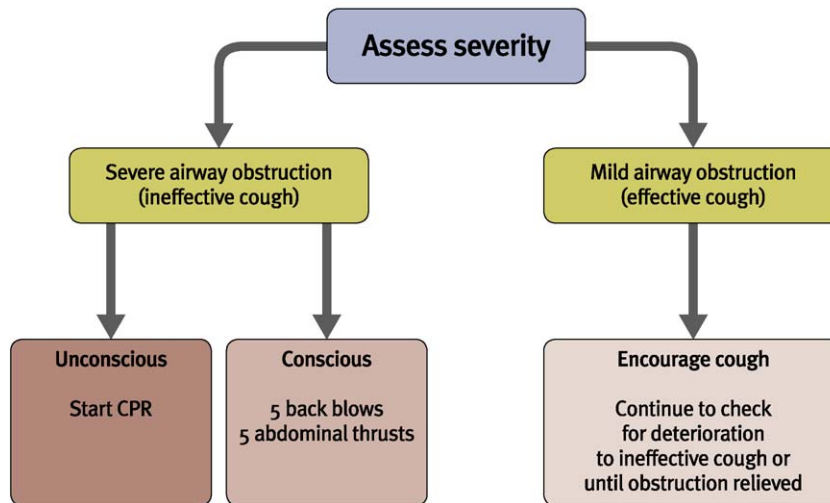 Assess severity
Severe airway obstruction
(ineffective cough)
Mild airway obstruction
(effective cough)
Unconscious
Start CPR
Conscious
5 back blows
5 abdominal thrusts
Encourage cough
Continue to check
for deterioration
to ineffective cough or
until obstruction relieved